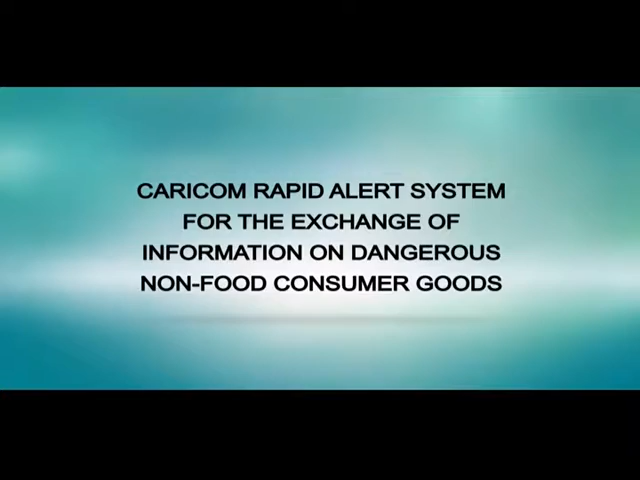 CARICOM RAPID ALERT SYSTEM
FOR THE EXCHANGE OF
INFORMATION ON DANGEROUS
NON-FOOD CONSUMER GOODS